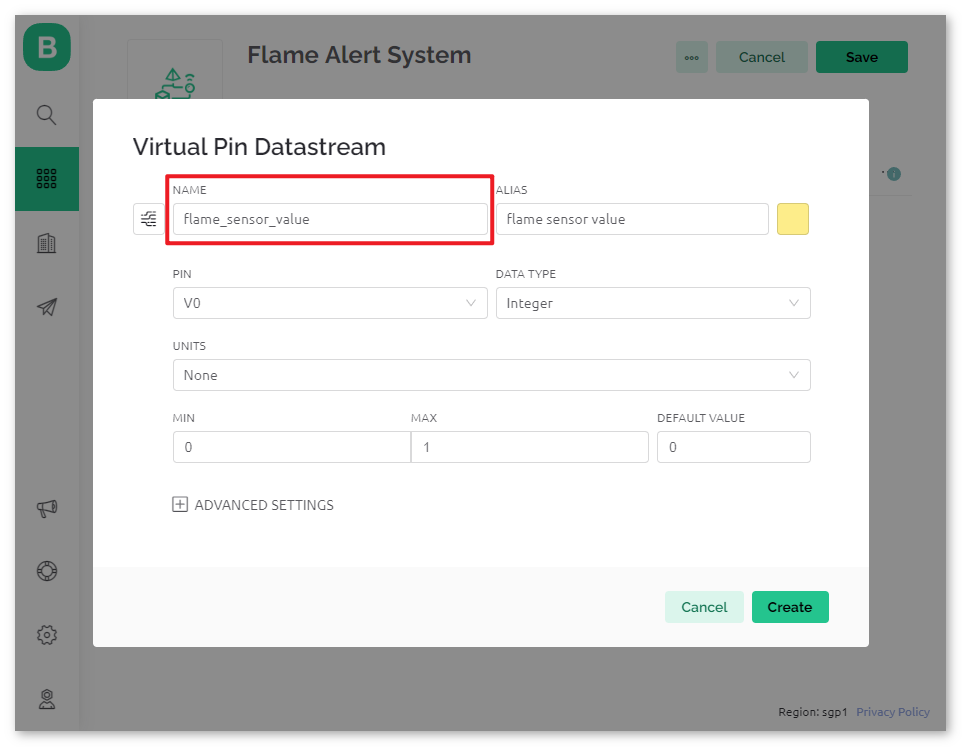 B
Flame Alert System
Cancel
Save
Virtual Pin Datastream
NAME
ALIAS
flame_sensor_value
flame sensor value
PIN
DATA TYPE
V0
Integer
UNITS
None
MIN
MAX
DEFAULT VALUE
0
1
0
ADVANCED SETTINGS
Cancel
Create
Region: sgp1
Privacy Policy